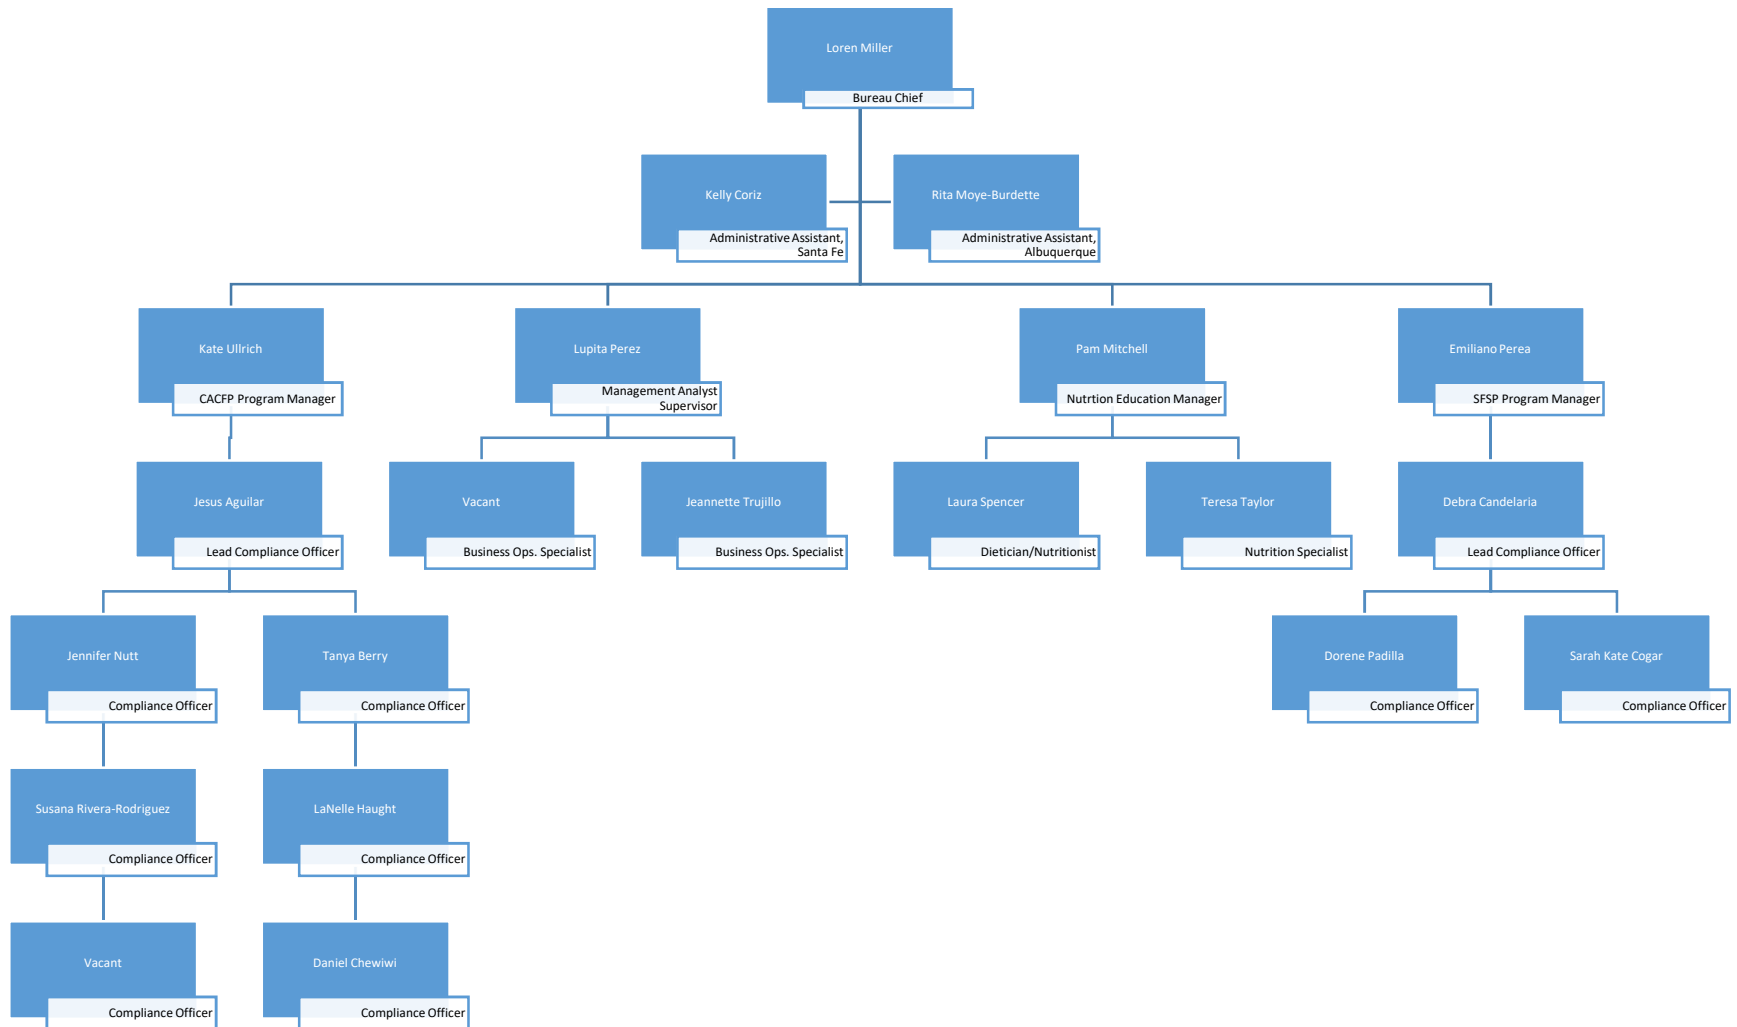 Loren Miller
Bureau Chief
Kelly Coriz
Administrative Assistant,
Santa Fe
Rita Moye-Burdette
Administrative Assistant,
Albuquerque
Kate Ullrich
CACFP Program Manager
Lupita Perez
Management Analyst
Supervisor
Pam Mitchell
Nutrtion Education Manager
Emiliano Perea
SFSP Program Manager
Jesus Aguilar
Lead Compliance Officer
Vacant
Business Ops. Specialist
Jeannette Trujillo
Business Ops. Specialist
Laura Spencer
Dietician/Nutritionist
Teresa Taylor
Nutrition Specialist
Debra Candelaria
Lead Compliance Officer
Jennifer Nutt
Compliance Officer
Tanya Berry
Compliance Officer
Dorene Padilla
Compliance Officer
Sarah Kate Cogar
Compliance Officer
Susana Rivera-Rodriguez
Compliance Officer
LaNelle Haught
Compliance Officer
Vacant
Compliance Officer
Daniel Chewiwi
Compliance Officer